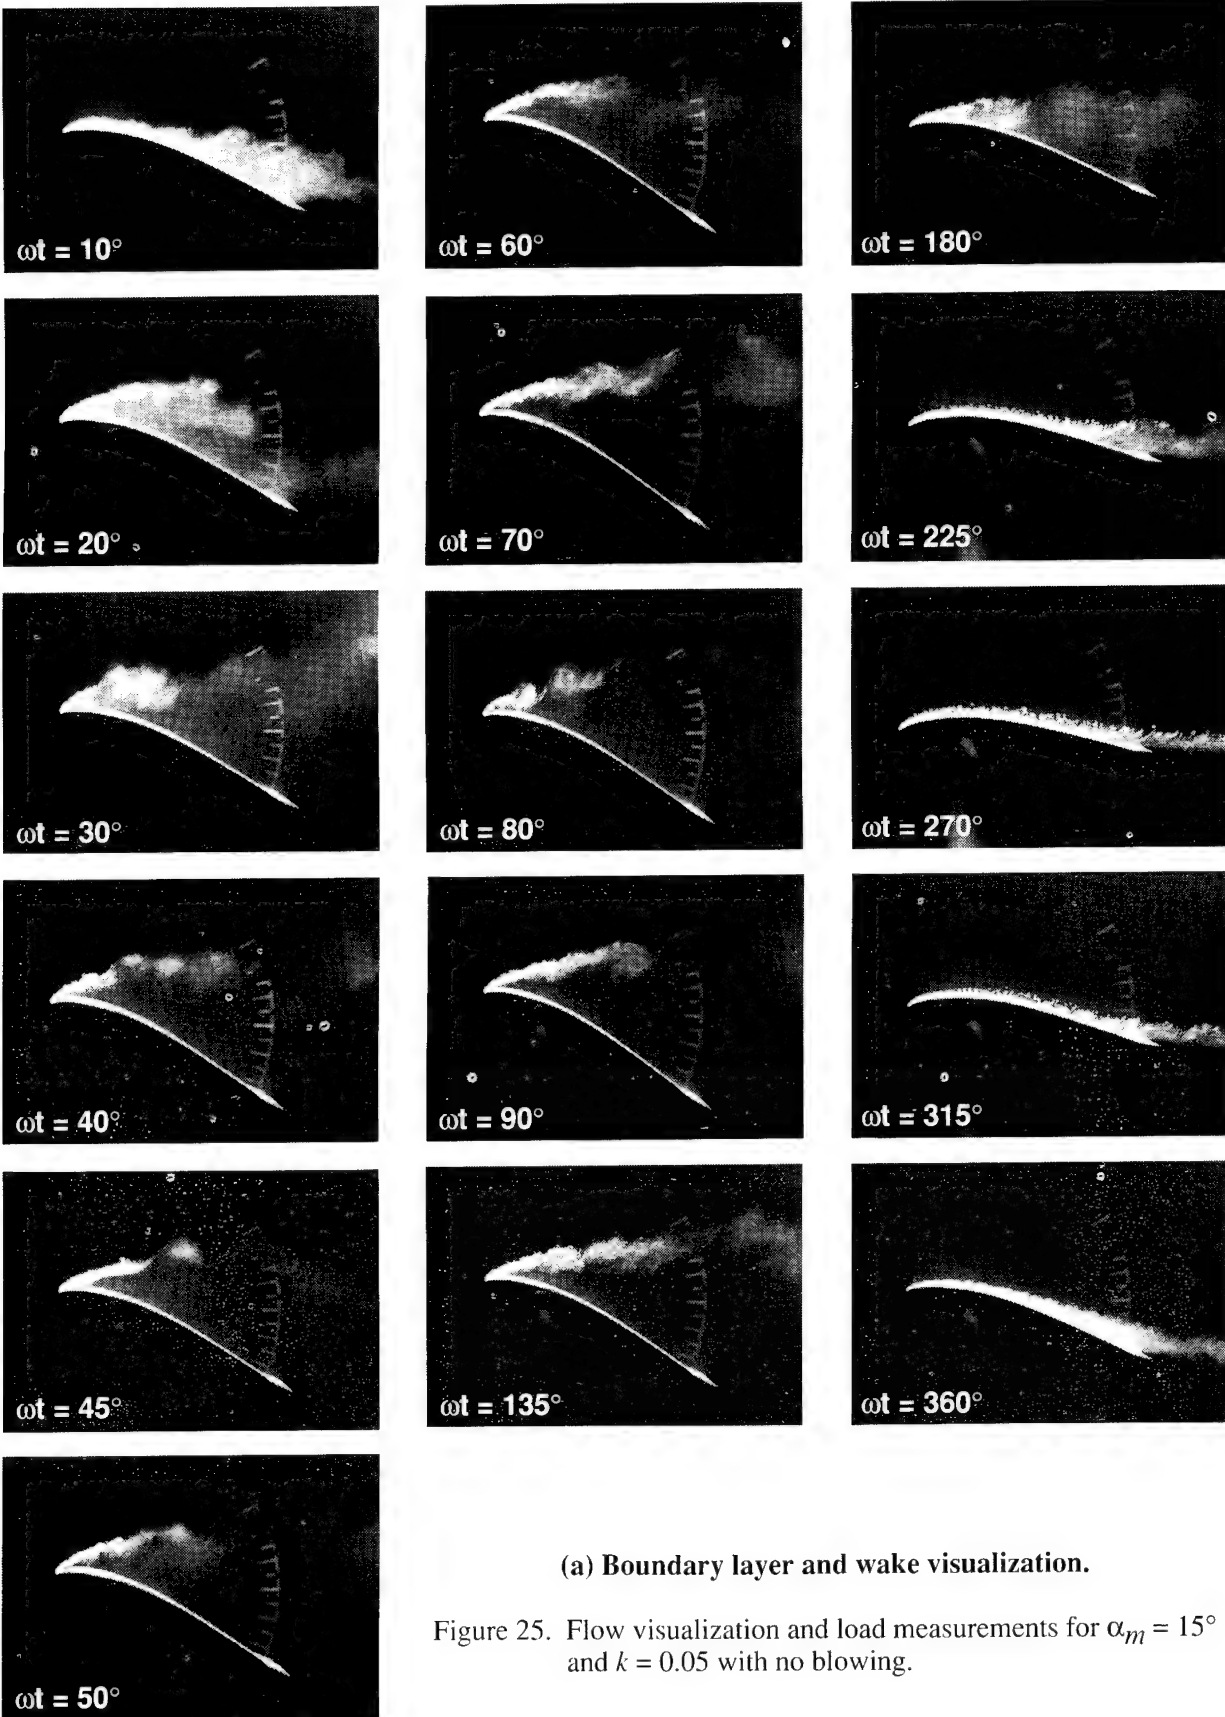 ωt = 10°
ωt = 20°
ωt = 30°
ωt = 40°
ωt = 45°
ωt = 50°
ωt = 60°
ωt = 70°
ωt = 80°
ωt = 90°
ωt = 135°
ωt = 180°
ωt = 225°
ωt = 270°
ωt = 315°
ωt = 360°
(a) Boundary layer and wake visualization.
Figure 25. Flow visualization and load measurements for αm = 15°
and k = 0.05 with no blowing.